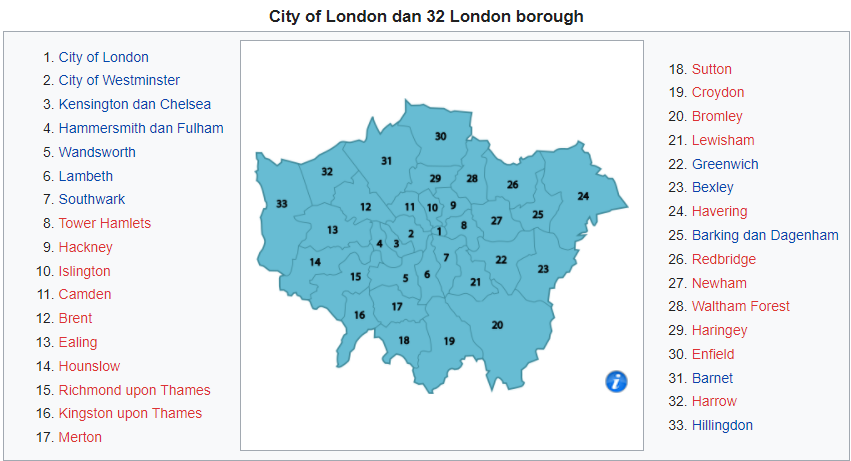 City of London dan 32 London borough
1. City of London
2. City of Westminster
3. Kensington dan Chelsea
4. Hammersmith dan Fulham
5. Wandsworth
6. Lambeth
7. Southwark
8. Tower Hamlets
9. Hackney
10. Islington
11. Camden
12. Brent
13. Ealing
14. Hounslow
15. Richmond upon Thames
16. Kingston upon Thames
17. Merton
30
31
32
29
28
26
24
33
12
11
10
9
25
27
8
13
2
1
4
3
7
22
14
23
15
5
6
21
17
16
20
18
19
i
18. Sutton
19. Croydon
20. Bromley
21. Lewisham
22. Greenwich
23. Bexley
24. Havering
25. Barking dan Dagenham
26. Redbridge
27. Newham
28. Waltham Forest
29. Haringey
30. Enfield
31. Barnet
32. Harrow
33. Hillingdon